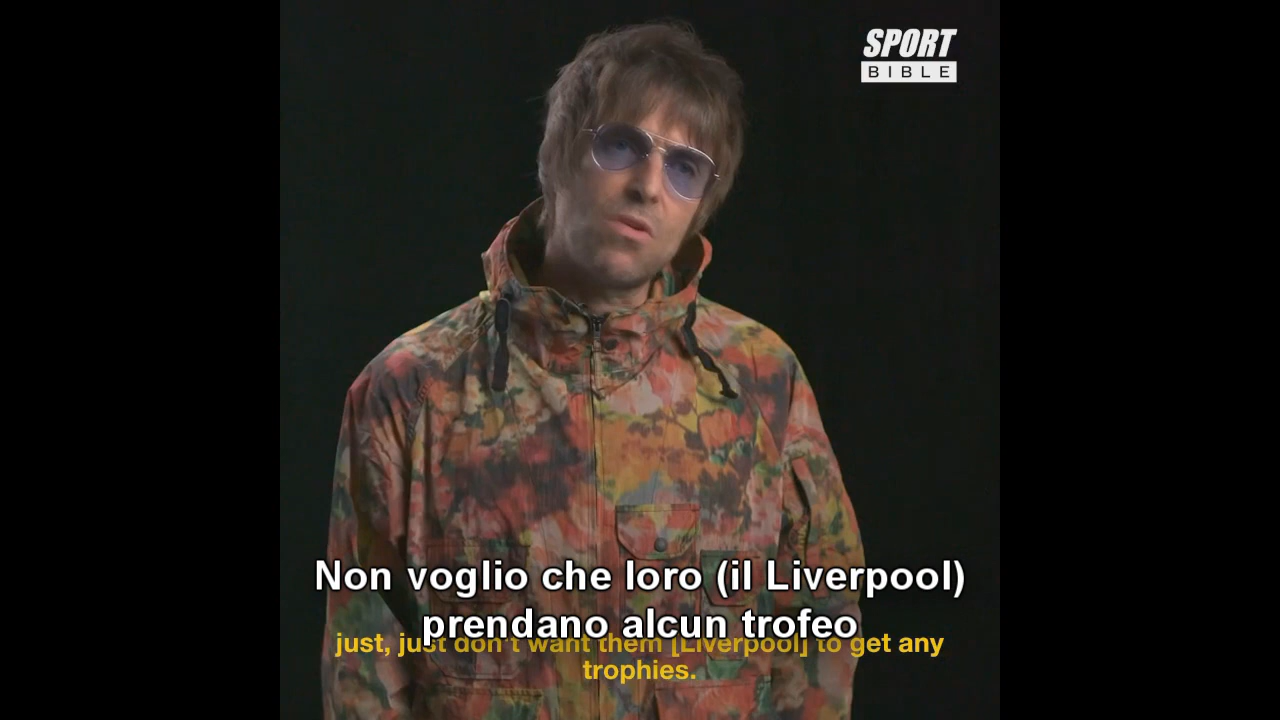 SPORT
BIBLE
Non voglio che loro (il Liverpool)
prendano alcun trofeo
just, just don't want them [Liverpool] to get any
trophies.